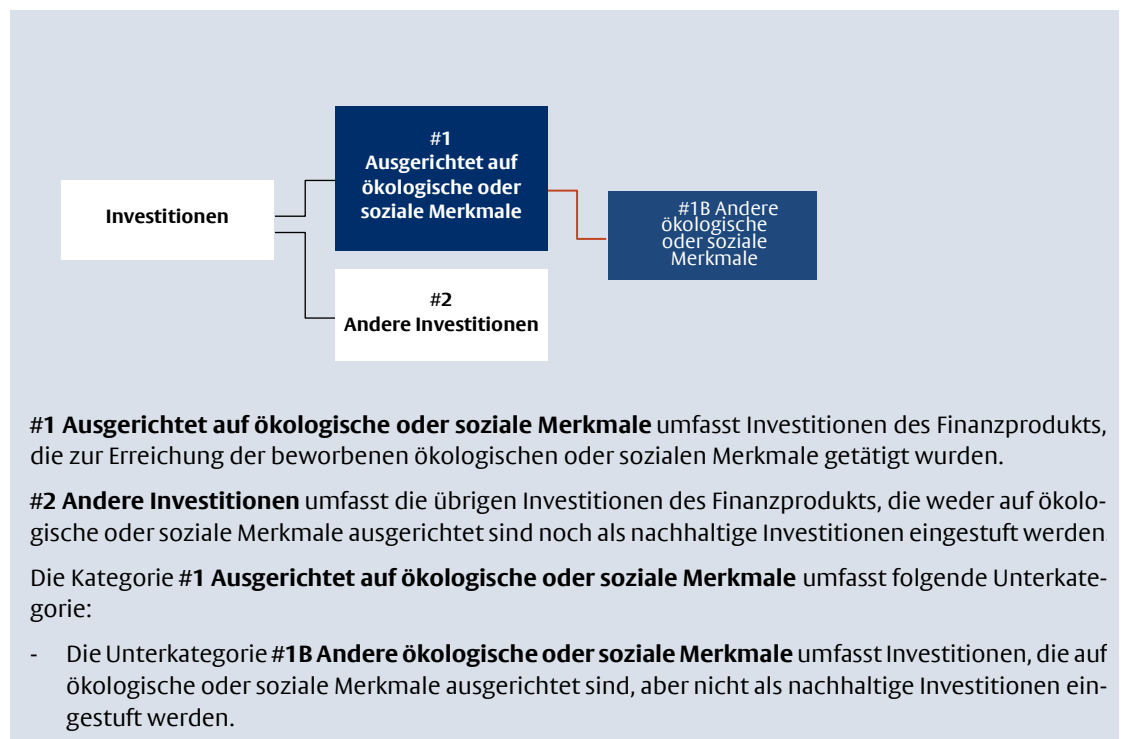 #1
Ausgerichtet auf
ökologische oder
soziale Merkmale
Investitionen
#1B Andere
ökologische
oder soziale
Merkmale
#2
Andere Investitionen
#1 Ausgerichtet auf ökologische oder soziale Merkmale umfasst Investitionen des Finanzprodukts,
die zur Erreichung der beworbenen ökologischen oder sozialen Merkmale getätigt wurden.
#2 Andere Investitionen umfasst die übrigen Investitionen des Finanzprodukts, die weder auf ökolo-
gische oder soziale Merkmale ausgerichtet sind noch als nachhaltige Investitionen eingestuft werden
Die Kategorie #1 Ausgerichtet auf ökologische oder soziale Merkmale umfasst folgende Unterkate-
gorie:
- Die Unterkategorie #1B Andere ökologische oder soziale Merkmale umfasst Investitionen, die auf
ökologische oder soziale Merkmale ausgerichtet sind, aber nicht als nachhaltige Investitionen ein-
gestuft werden.